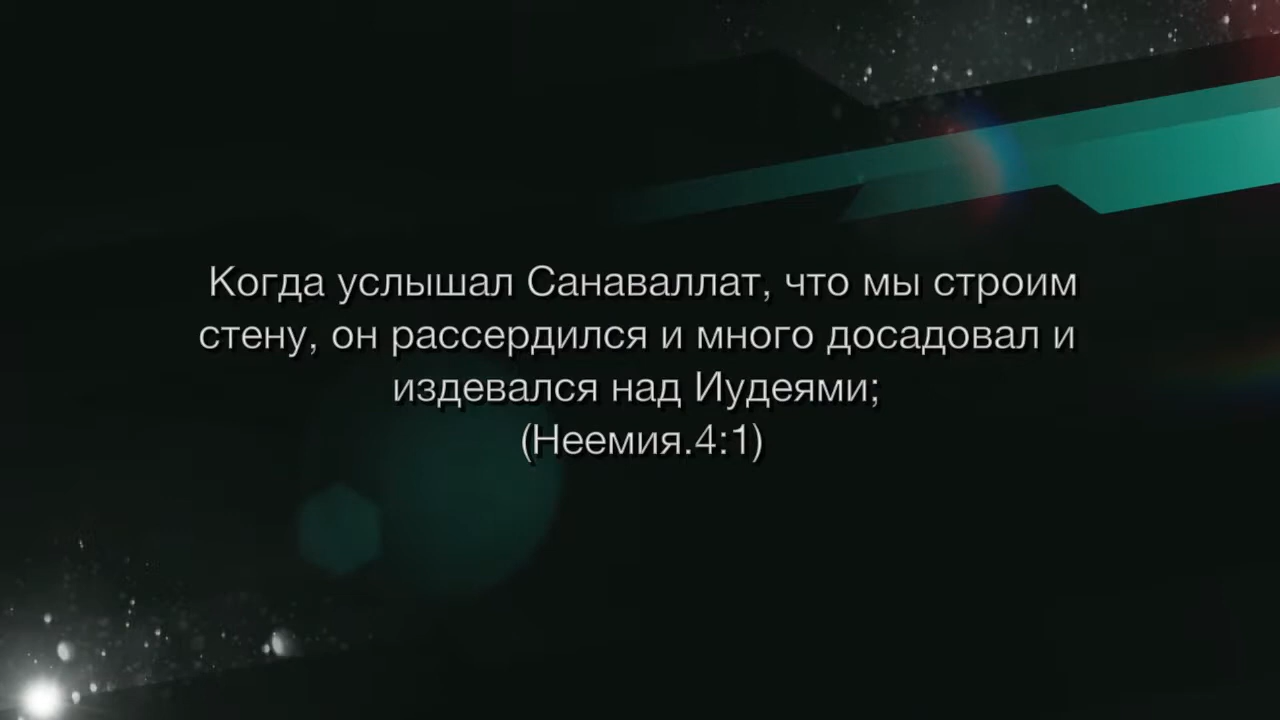 Когда услышал Санаваллат, что мы строим
стену, он рассердился и много досадовал и
издевался над Иудеями;
(Неемия.4:1)